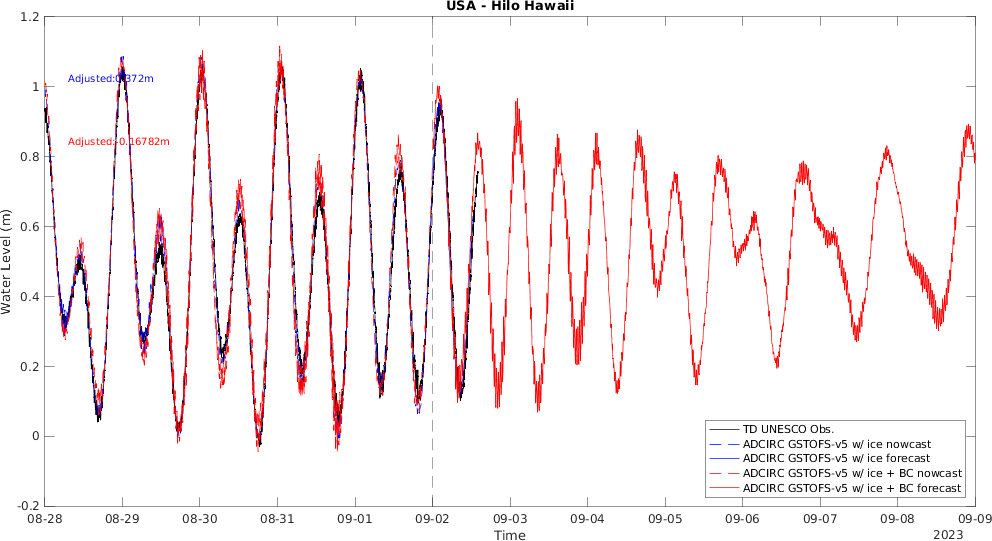 USA - Hilo Hawaii
1.2
1
0.8
0.6
0.4
0.2
0
-0.2
Water Level (m)
Adjusted:0.372m
Adjusted:-0.16782m
TD UNESCO Obs.
ADCIRC GSTOFS-v5 w/ ice nowcast
ADCIRC GSTOFS-v5 w/ ice forecast
ADCIRC GSTOFS-v5 w/ ice + BC nowcast
ADCIRC GSTOFS-v5 w/ ice + BC forecast
08-28 08-29 08-30 08-31 09-01 09-02 09-03 09-04 09-05 09-06 09-07 09-08 09-09
Time
2023